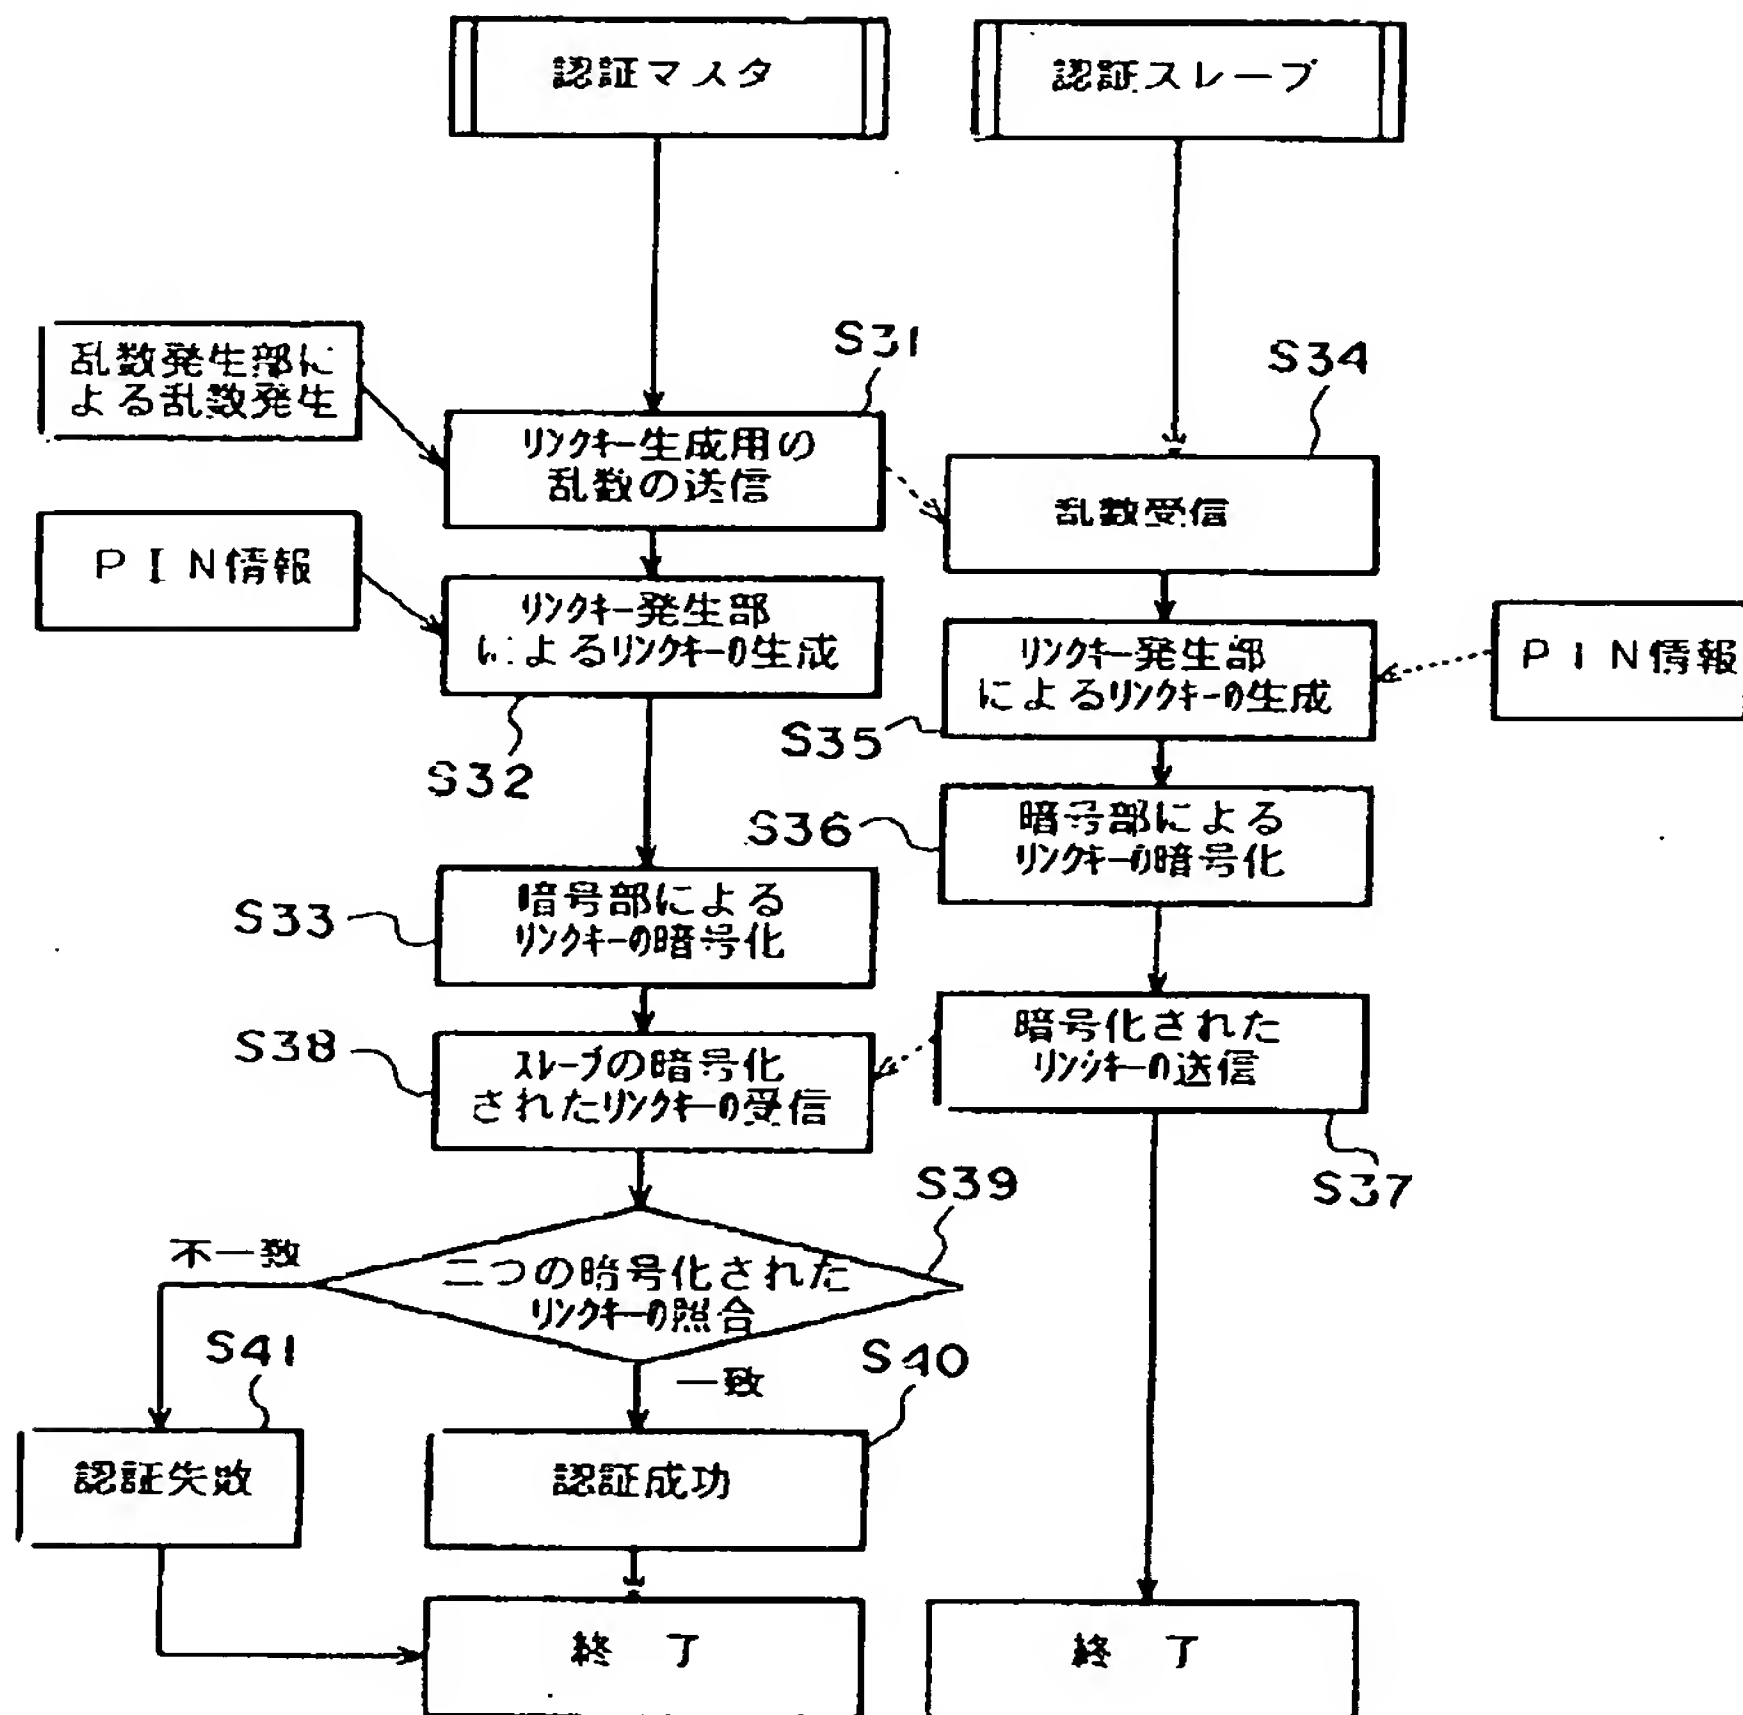 認証マスタ
認証スレーブ
乱数発生部に
よる乱数発生
S31
リンクキー生成用の
乱数の送信
S34
乱数受信
PIN情報
リンクキー発生部
によるリンクキーの生成
S32
リンクキー発生部
によるリンクキーの生成
S35
PIN情報
S36
暗号部による
リンクキーの暗号化
S33
暗号部による
リンクキーの暗号化
S38
スレーブの暗号化
されたリンクキーの受信
暗号化された
リンクキーの送信
S37
S39
不一致
二つの暗号化された
リンクキーの照合
S41
一致
S40
認証失敗
認証成功
終了
終了